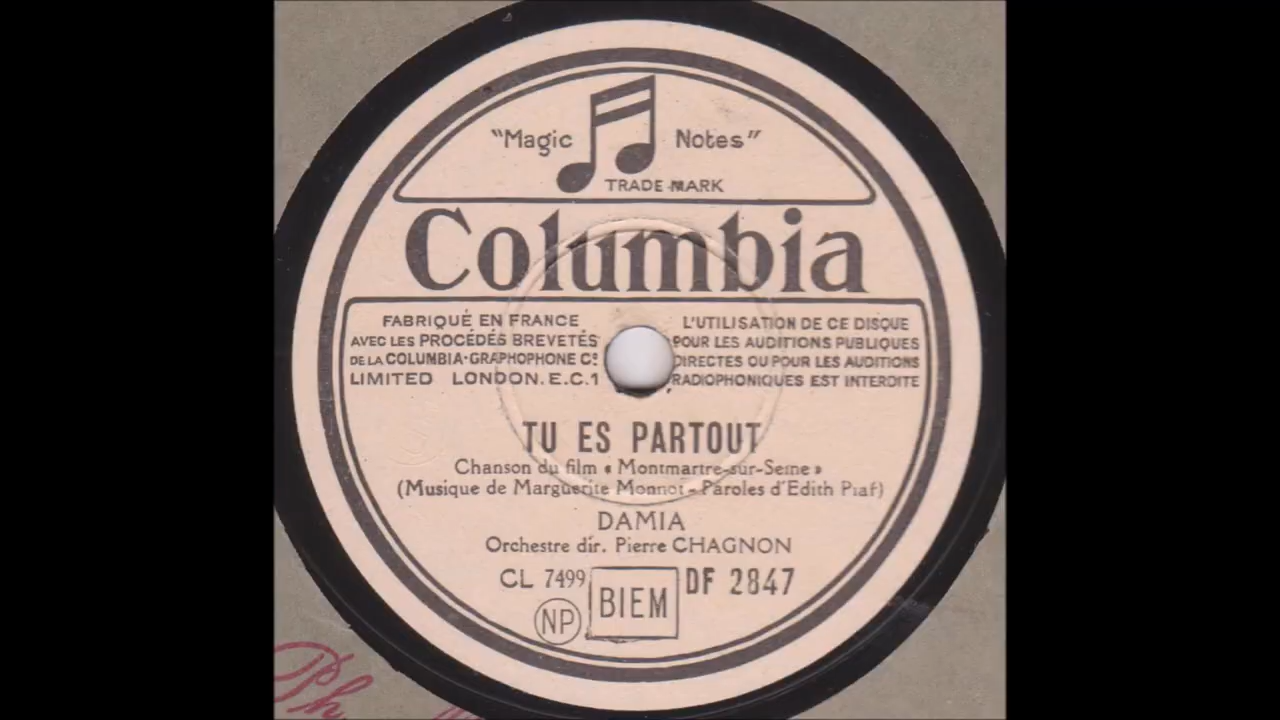 "Magic Notes"
TRADE-MARK
Columbia
FABRIQUÉ EN FRANCE
AVEC LES PROCÉDÉS BREVETÉS
DE LA COLUMBIA-GRAPHOPHONE Cº
LIMITED LONDON.E.C.1
L'UTILISATION DE CE DISQUE
POUR LES AUDITIONS PUBLIQUES
DIRECTES OU POUR LES AUDITIONS
RADIOPHONIQUES EST INTERDITE
TU ES PARTOUT
Chanson du film « Montmartre-sur-Seine »
(Musique de Marguerite Monnot - Paroles d'Edith Piaf)
DAMIA
Orchestre dir. Pierre CHAGNON
CL 7499 BIEM DF 2847
NP